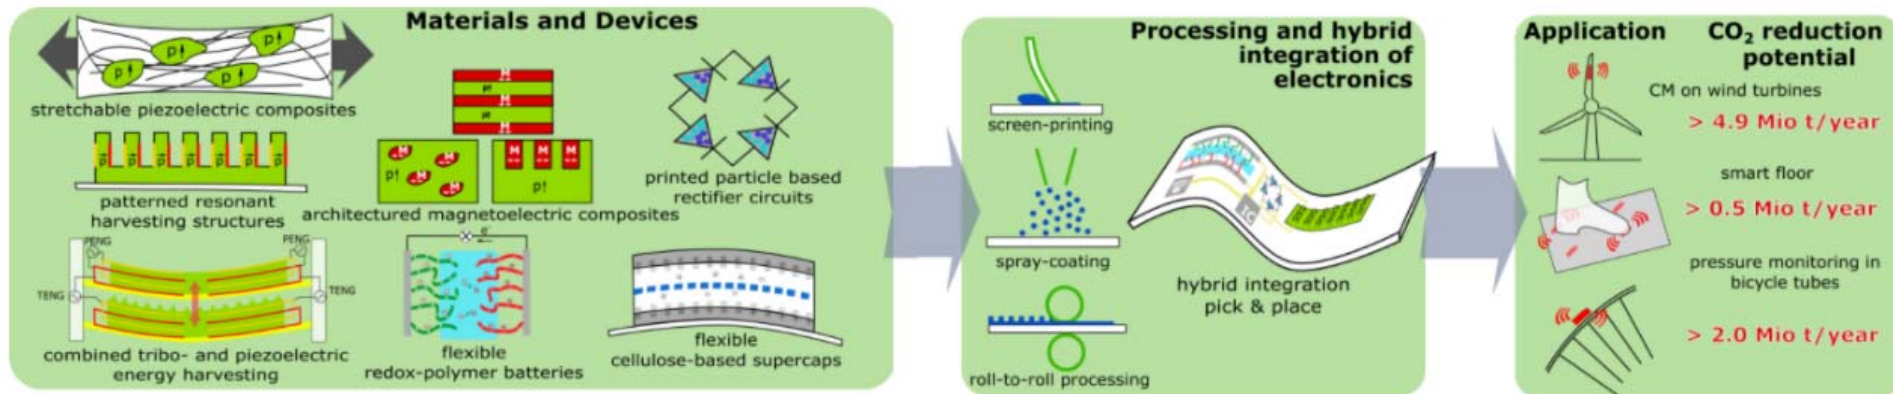 Materials and Devices
p↑
p↑
p↑
p↑
stretchable piezoelectric composites
patterned resonant
harvesting structures
M
p↑
M
p↑
M
M
M
M
p↑
M
M
M
p↑
architectured magnetoelectric composites
printed particle based
rectifier circuits
PENG
PENG
TENG
TENG
combined tribo- and piezoelectric
energy harvesting
e⁻
flexible
redox-polymer batteries
flexible
cellulose-based supercaps
Processing and hybrid
integration of
electronics
screen-printing
spray-coating
roll-to-roll processing
IC
hybrid integration
pick & place
Application
CO₂ reduction
potential
CM on wind turbines
> 4.9 Mio t/year
smart floor
> 0.5 Mio t/year
pressure monitoring in
bicycle tubes
> 2.0 Mio t/year